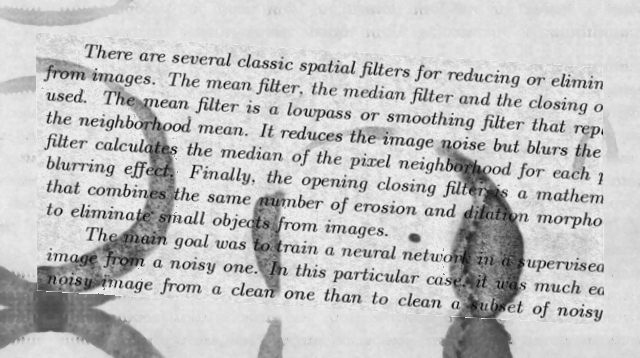 There are several classic spatial filters for reducing or elimin
from images. The mean filter, the median filter and the closing o
used. The mean filter is a lowpass or smoothing filter that rep
the neighborhood mean. It reduces the image noise but blurs the
filter calculates the median of the pixel neighborhood for each p
blurring effect. Finally, the opening closing filter is a mathem
that combines the same number of erosion and dilation morpho
to eliminate small objects from images.
The main goal was to train a neural network in a supervised
image from a noisy one. In this particular case, it was much ea
noisy image from a clean one than to clean a subset of noisy